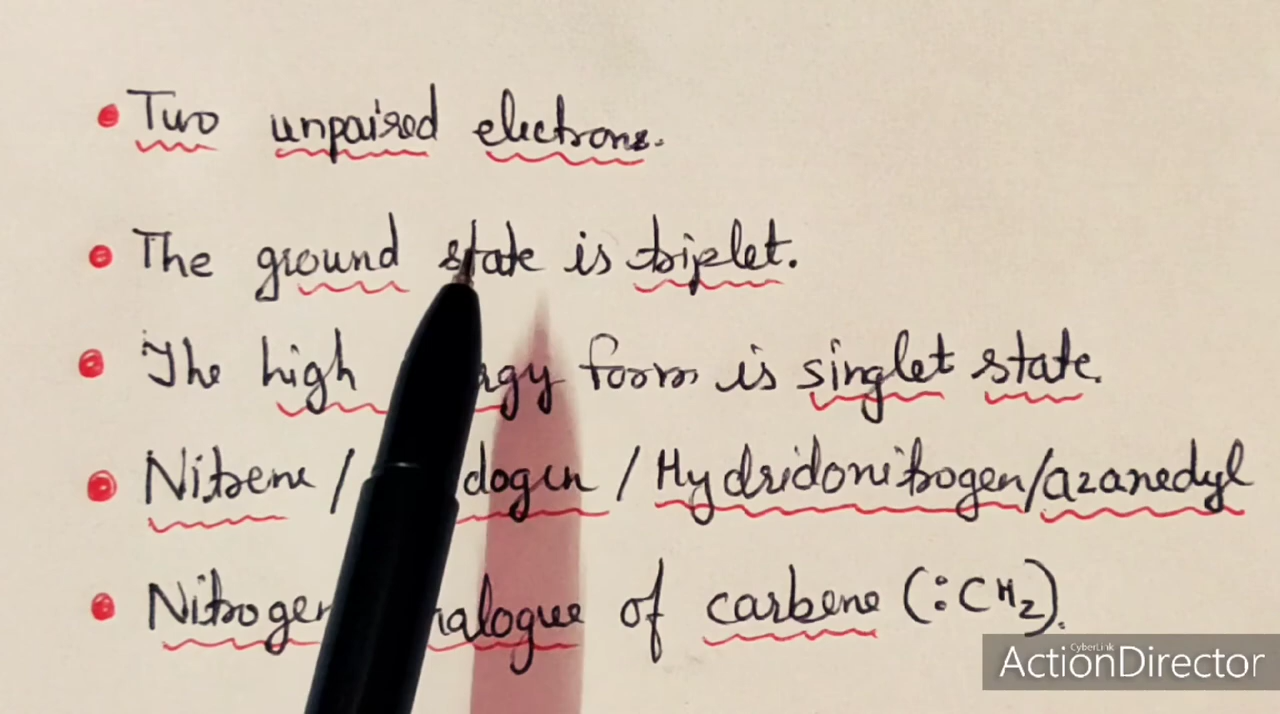 • Two unpaired electrons.
• The ground state is triplet.
• The high form is singlet state.
• Nitrene / / Hydridonitrogen/azanedyl
• of carbene (:CH₂).
CyberLink
ActionDirector